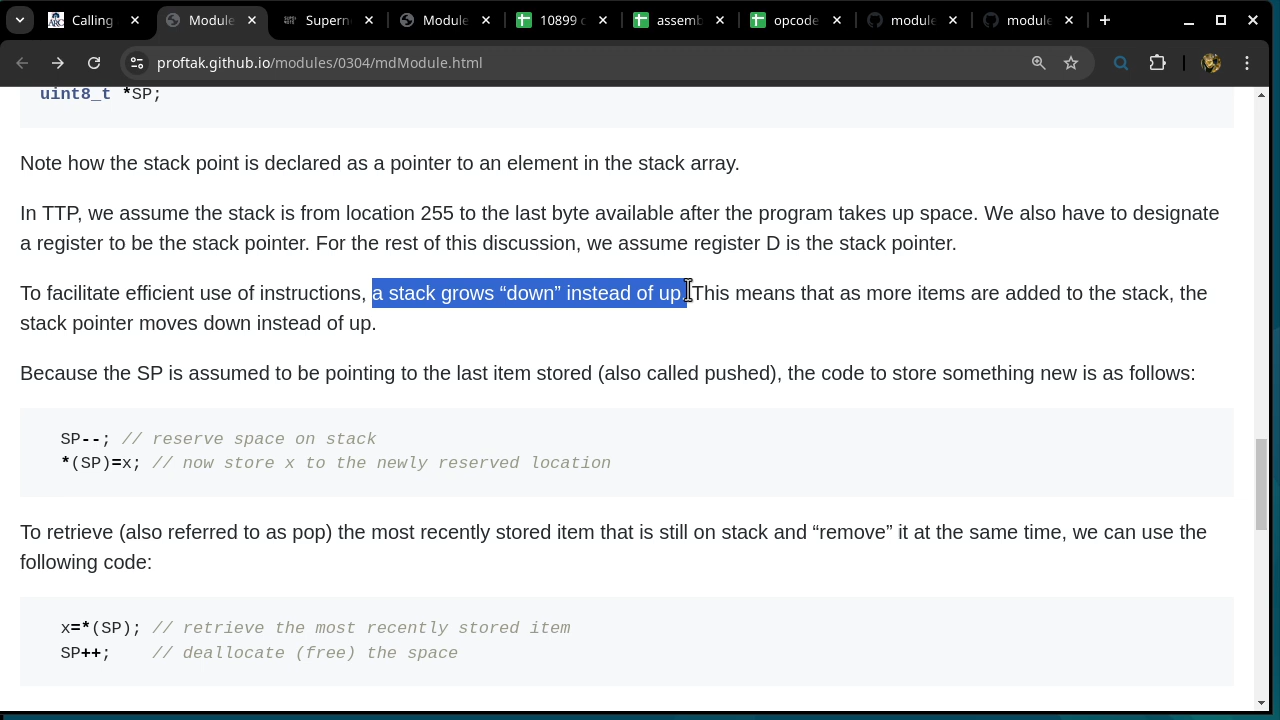 Calling
Module
Supern
Module
10899 c
assemb
opcode
module
module
proftak.github.io/modules/0304/mdModule.html
uint8_t *SP;
Note how the stack point is declared as a pointer to an element in the stack array.
In TTP, we assume the stack is from location 255 to the last byte available after the program takes up space. We also have to designate
a register to be the stack pointer. For the rest of this discussion, we assume register D is the stack pointer.
To facilitate efficient use of instructions, a stack grows “down” instead of up. This means that as more items are added to the stack, the
stack pointer moves down instead of up.
Because the SP is assumed to be pointing to the last item stored (also called pushed), the code to store something new is as follows:
SP--; // reserve space on stack
*(SP)=x; // now store x to the newly reserved location
To retrieve (also referred to as pop) the most recently stored item that is still on stack and “remove” it at the same time, we can use the
following code:
x=*(SP); // retrieve the most recently stored item
SP++; // deallocate (free) the space